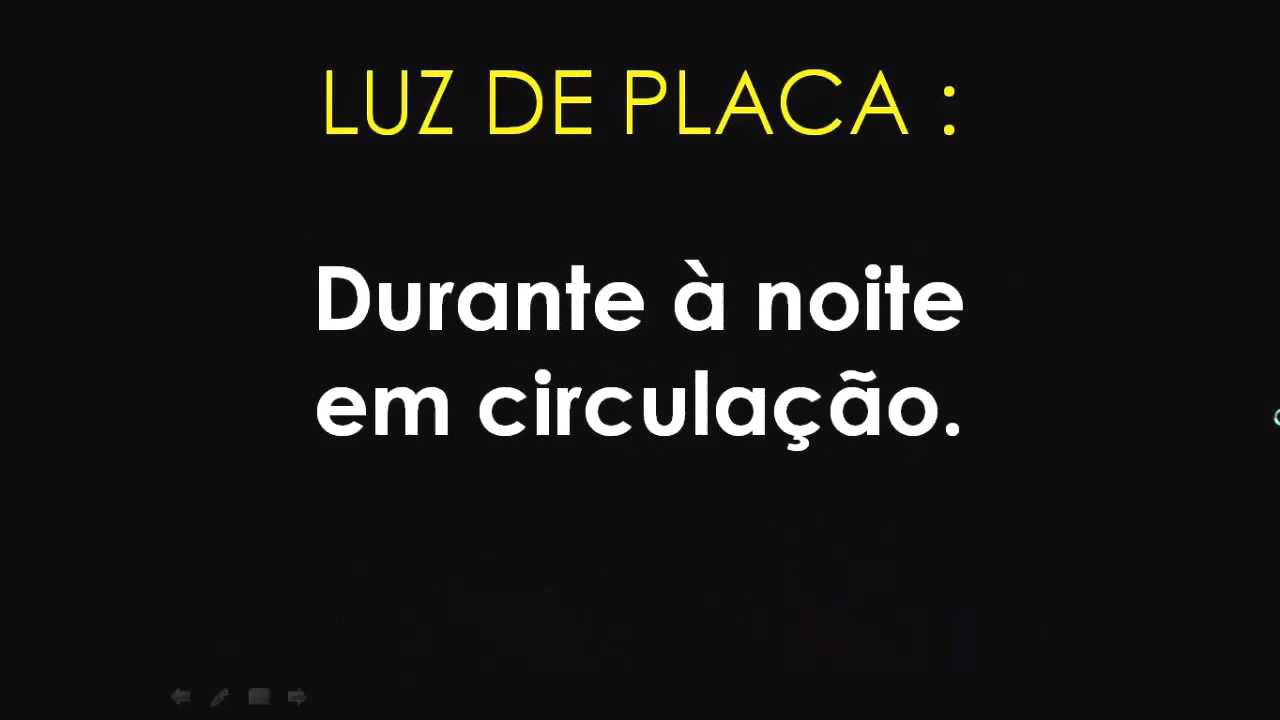 LUZ DE PLACA :
Durante à noite
em circulação.